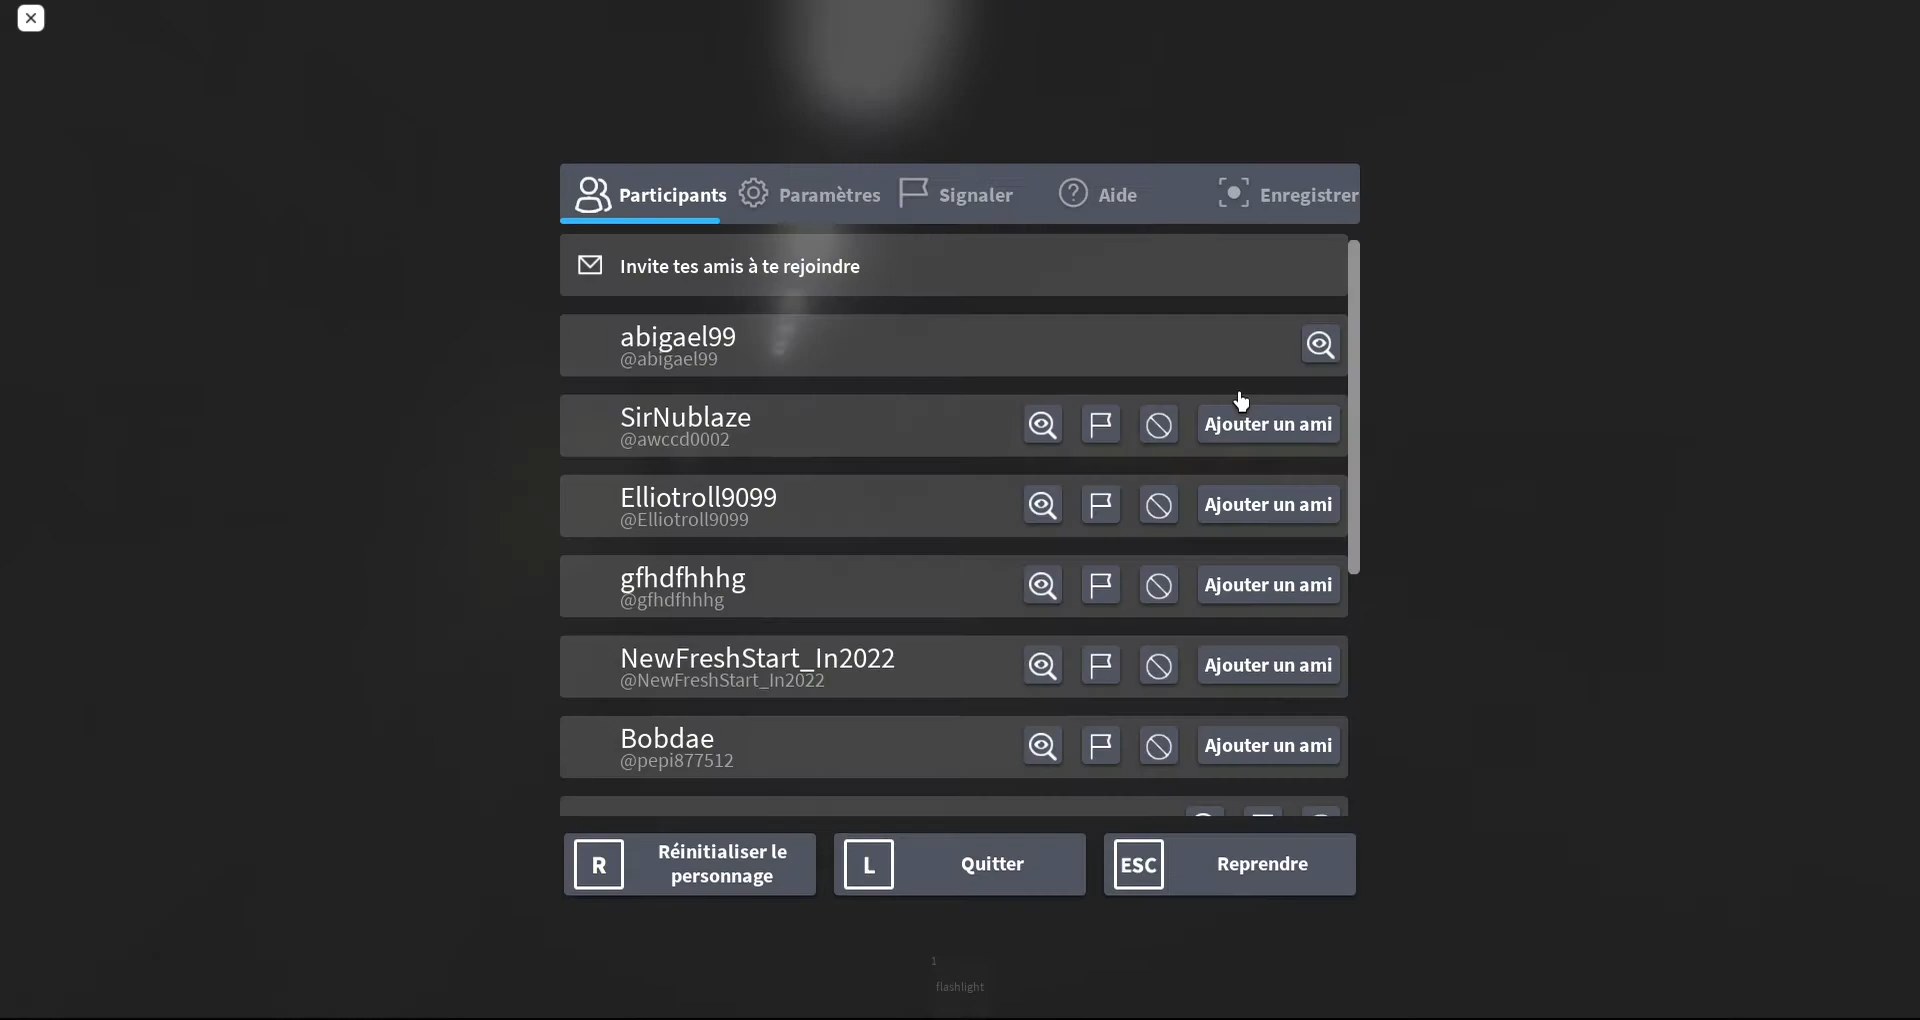 Participants
Paramètres
Signaler
Aide
Enregistrer
Invite tes amis à te rejoindre
abigael99
@abigael99
SirNublaze
@awccd0002
Ajouter un ami
Elliotroll9099
@Elliotroll9099
Ajouter un ami
gfhdfhhhg
@gfhdfhhhg
Ajouter un ami
NewFreshStart_In2022
@NewFreshStart_In2022
Ajouter un ami
Bobdae
@pepi877512
Ajouter un ami
R
Réinitialiser le
personnage
L
Quitter
ESC
Reprendre
1
flashlight